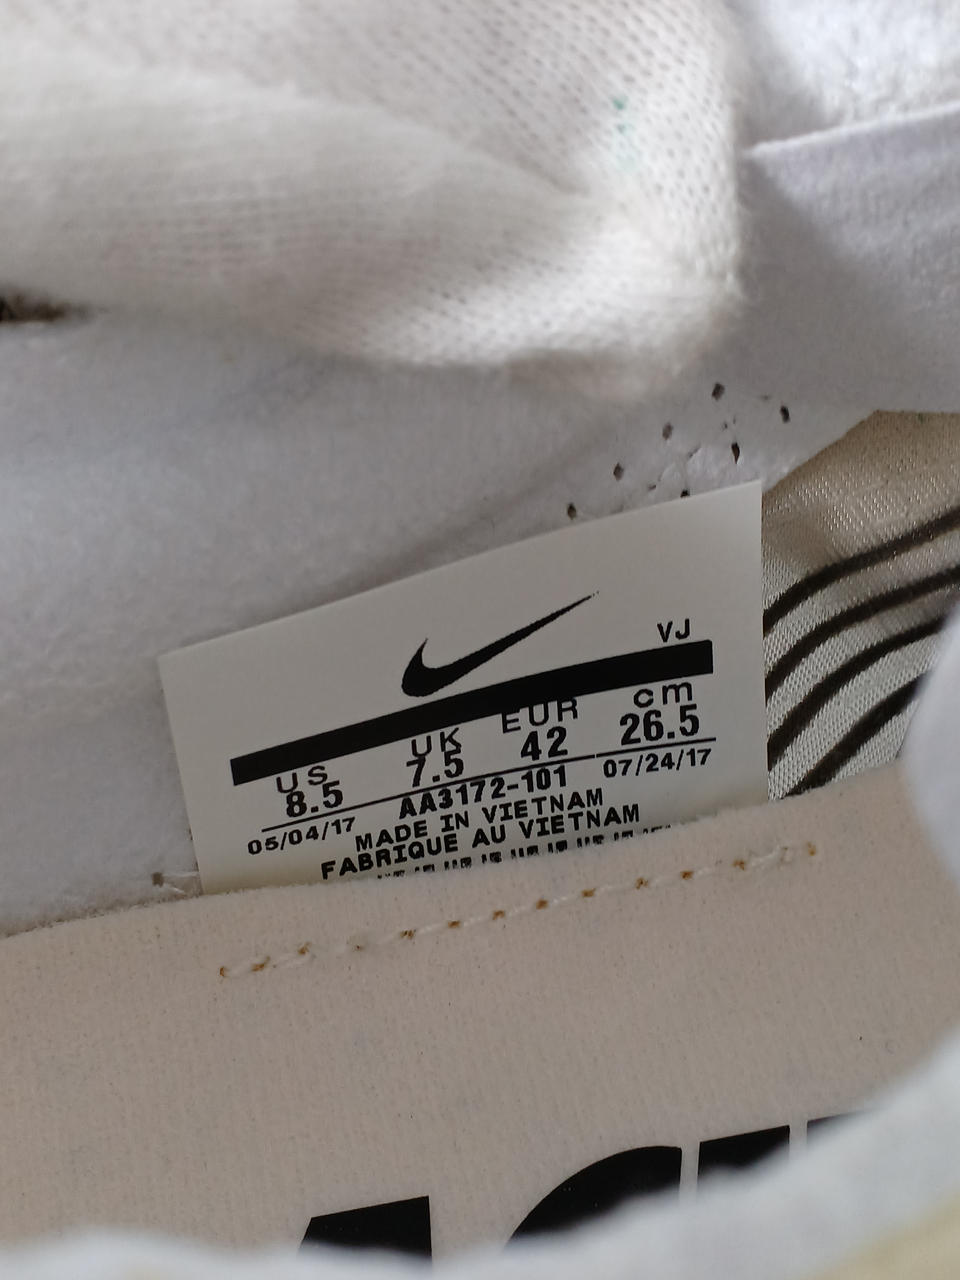 VJ
US UK EUR cm
8.5 7.5 42 26.5
05/04/17 AA3172-101 07/24/17
MADE IN VIETNAM
FABRIQUE AU VIETNAM